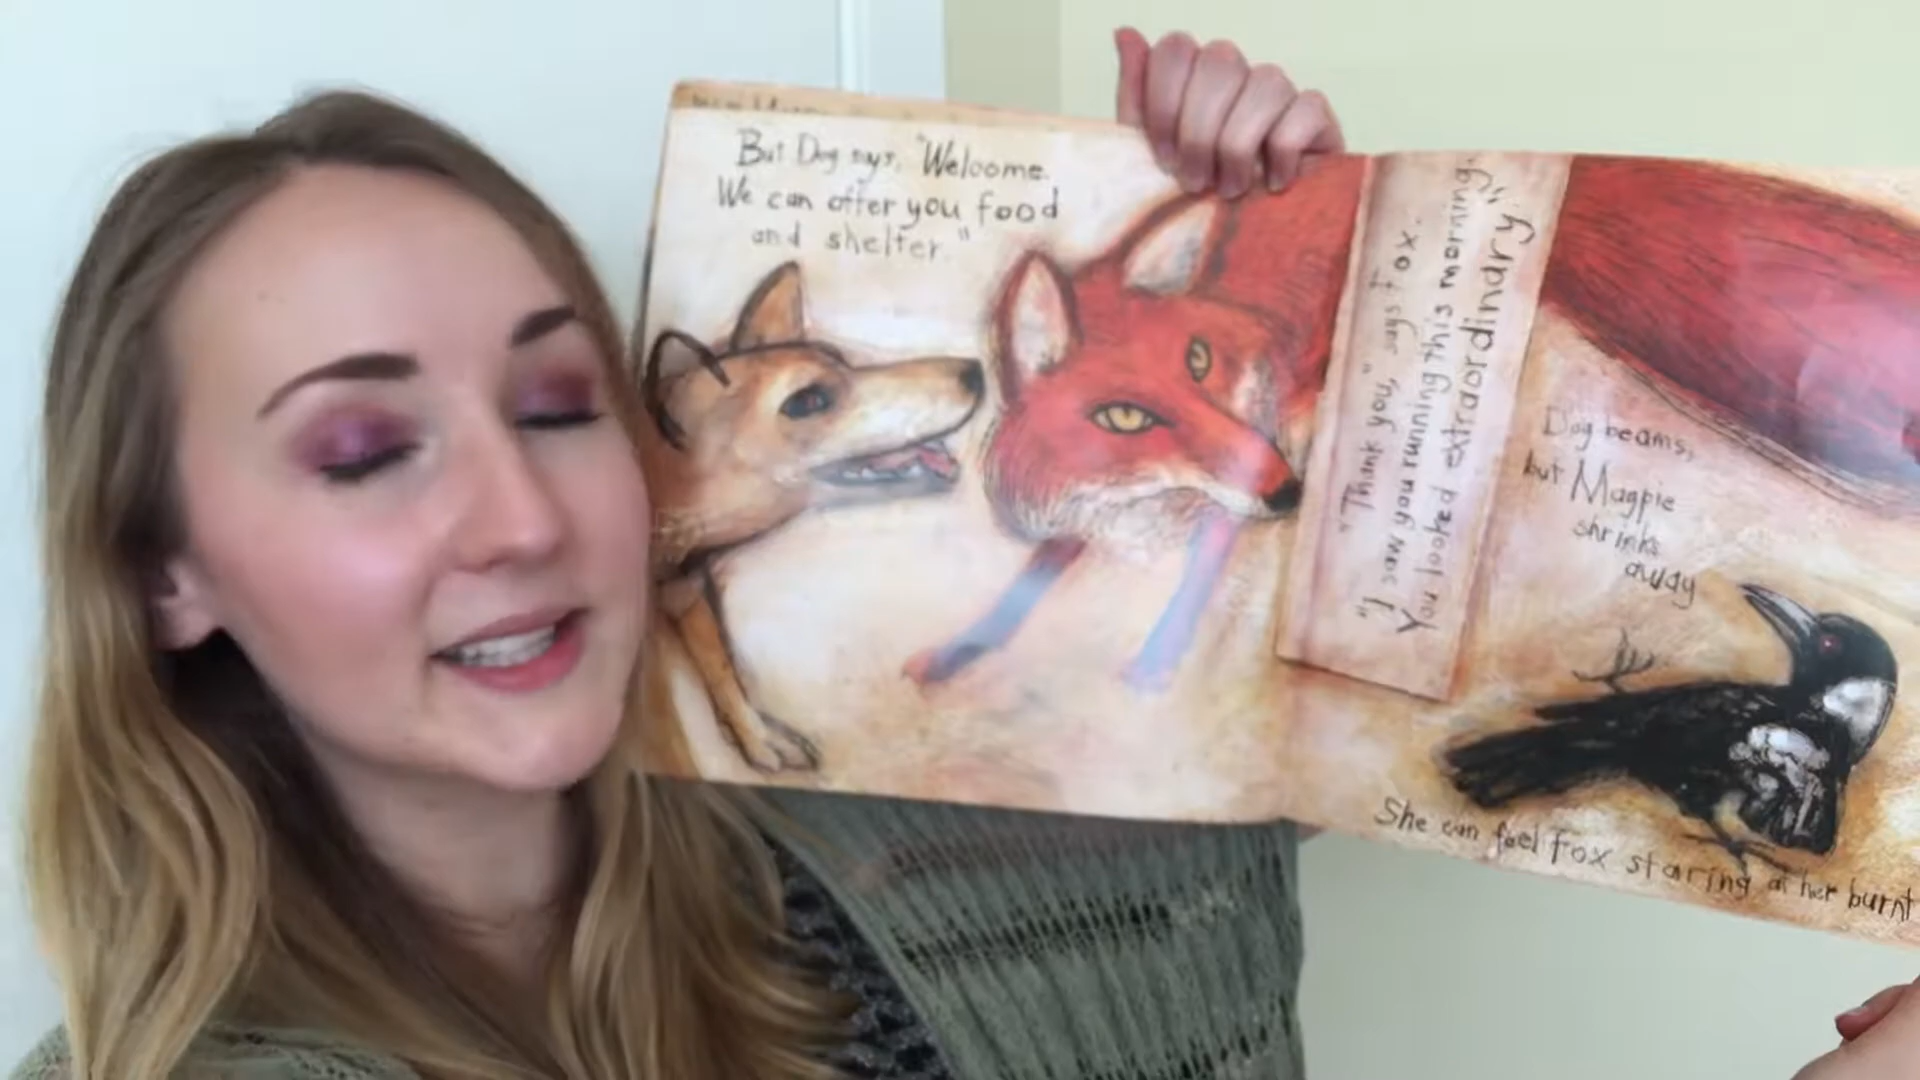 But Dog says, "Welcome.
We can offer you food
and shelter."
"Thank you," says Fox.
"I saw you running this morning.
You looked extraordinary."
Dog beams,
but Magpie
shrinks
away
She can feel Fox staring at her burnt